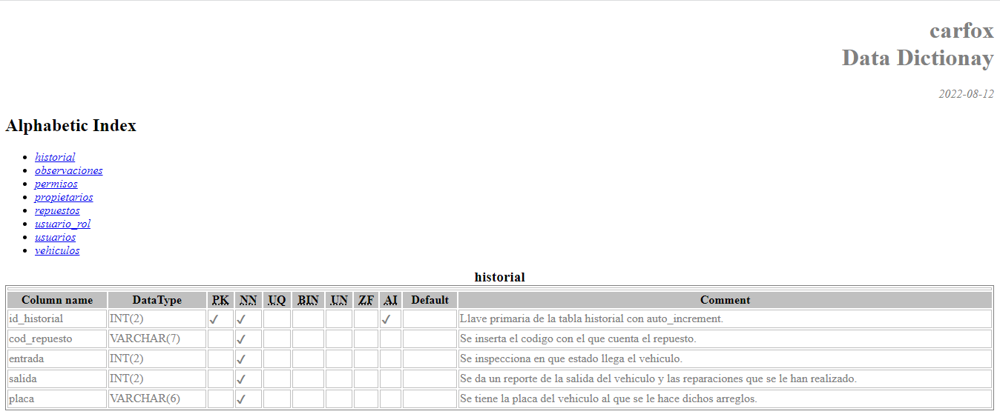 carfox
Data Dictionay
2022-08-12
Alphabetic Index
historial
observaciones
permisos
propietarios
repuestos
usuario_rol
usuarios
vehiculos
historial
Column name DataType PK NN UQ BIN UN ZF AI Default Comment
id_historial INT(2) ✓ ✓ ✓ Llave primaria de la tabla historial con auto_increment.
cod_repuesto VARCHAR(7) ✓ Se inserta el codigo con el que cuenta el repuesto.
entrada INT(2) ✓ Se inspecciona en que estado llega el vehiculo.
salida INT(2) ✓ Se da un reporte de la salida del vehiculo y las reparaciones que se le han realizado.
placa VARCHAR(6) ✓ Se tiene la placa del vehiculo al que se le hace dichos arreglos.